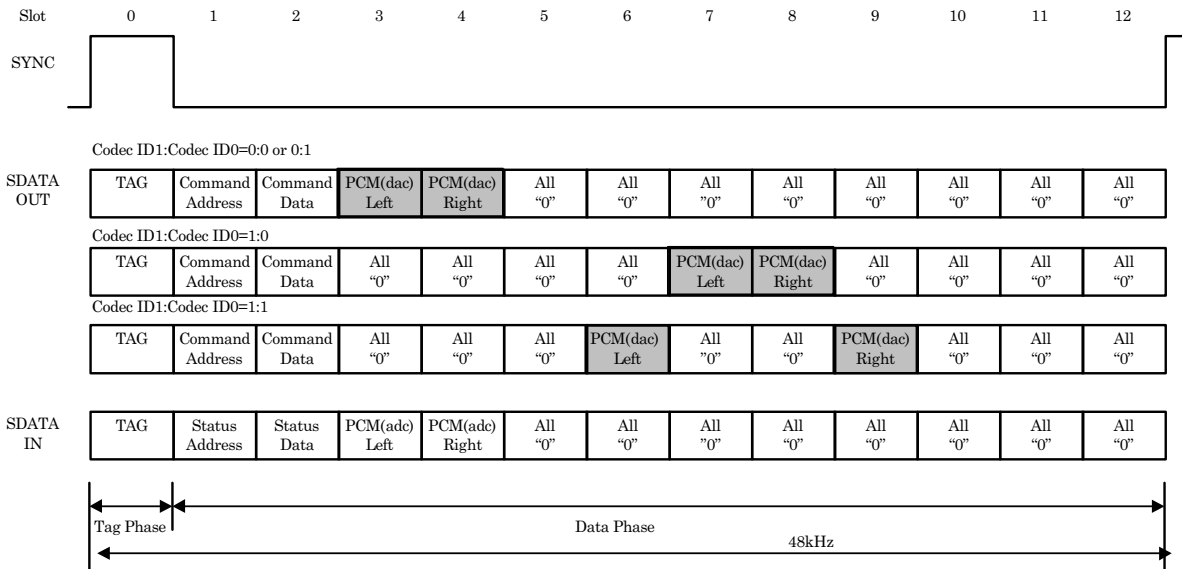 Slot 0 1 2 3 4 5 6 7 8 9 10 11 12
SYNC
Codec ID1:Codec ID0=0:0 or 0:1
SDATA OUT
TAG
Command Address
Command Data
PCM(dac) Left
PCM(dac) Right
All “0”
All “0”
All ”0”
All “0”
All “0”
All “0”
All “0”
All “0”
Codec ID1:Codec ID0=1:0
TAG
Command Address
Command Data
All “0”
All “0”
All “0”
All “0”
PCM(dac) Left
PCM(dac) Right
All “0”
All “0”
All “0”
All “0”
Codec ID1:Codec ID0=1:1
TAG
Command Address
Command Data
All “0”
All “0”
All “0”
PCM(dac) Left
All ”0”
All “0”
PCM(dac) Right
All “0”
All “0”
All “0”
SDATA IN
TAG
Status Address
Status Data
PCM(adc) Left
PCM(adc) Right
All “0”
All “0”
All ”0”
All “0”
All “0”
All “0”
All “0”
All “0”
Tag Phase
Data Phase
48kHz